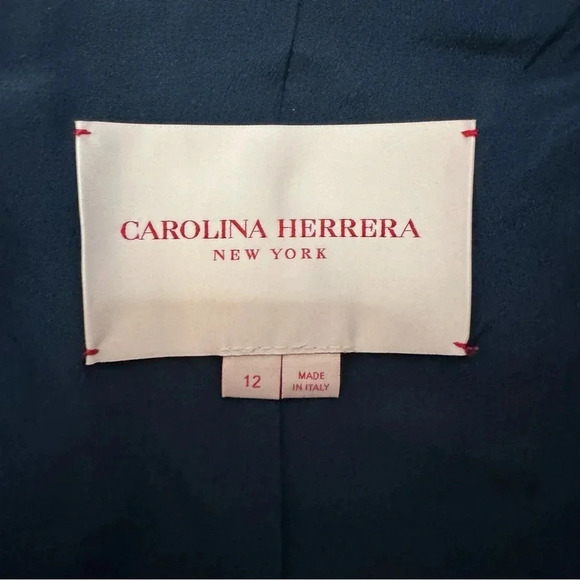 CAROLINA HERRERA
NEW YORK
12
MADE
IN ITALY